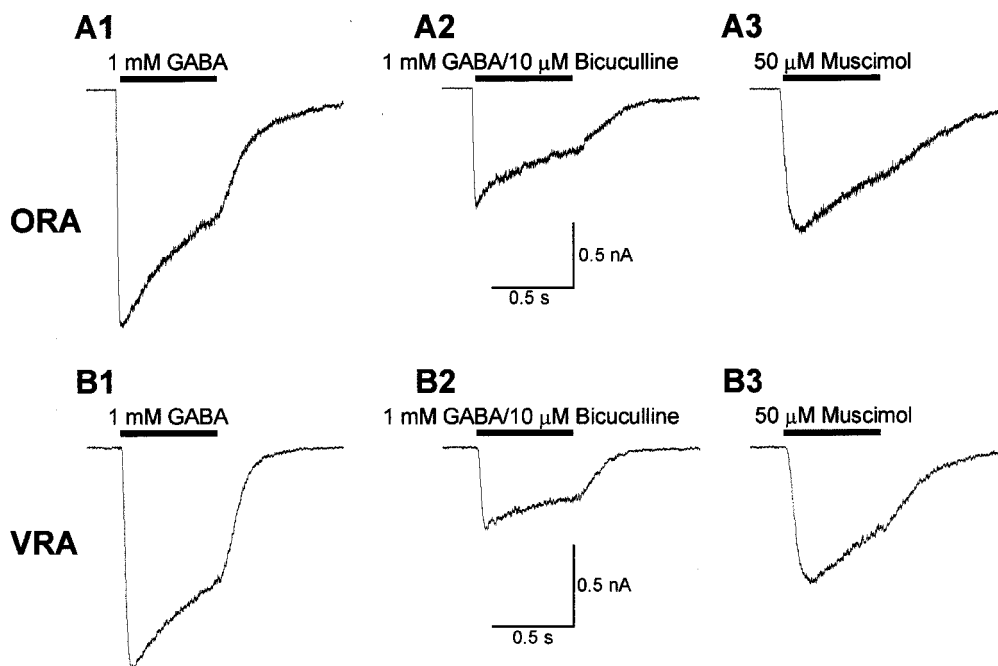 A1
A2
A3
1 mM GABA
1 mM GABA/10 µM Bicuculline
50 µM Muscimol
ORA
0.5 nA
0.5 s
B1
B2
B3
1 mM GABA
1 mM GABA/10 µM Bicuculline
50 µM Muscimol
VRA
0.5 nA
0.5 s